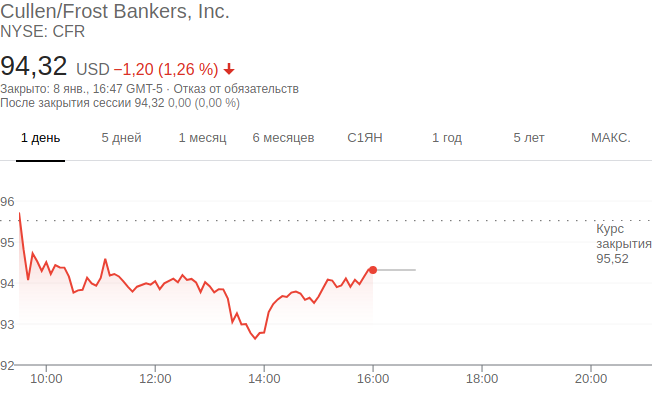 Cullen/Frost Bankers, Inc.
NYSE: CFR
94,32 USD −1,20 (1,26 %)
Закрыто: 8 янв., 16:47 GMT-5 · Отказ от обязательств
После закрытия сессии 94,32 0,00 (0,00 %)
1 день 5 дней 1 месяц 6 месяцев С1ЯН 1 год 5 лет МАКС.
96
95
94
93
92
Курс
закрытия
95,52
10:00 12:00 14:00 16:00 18:00 20:00